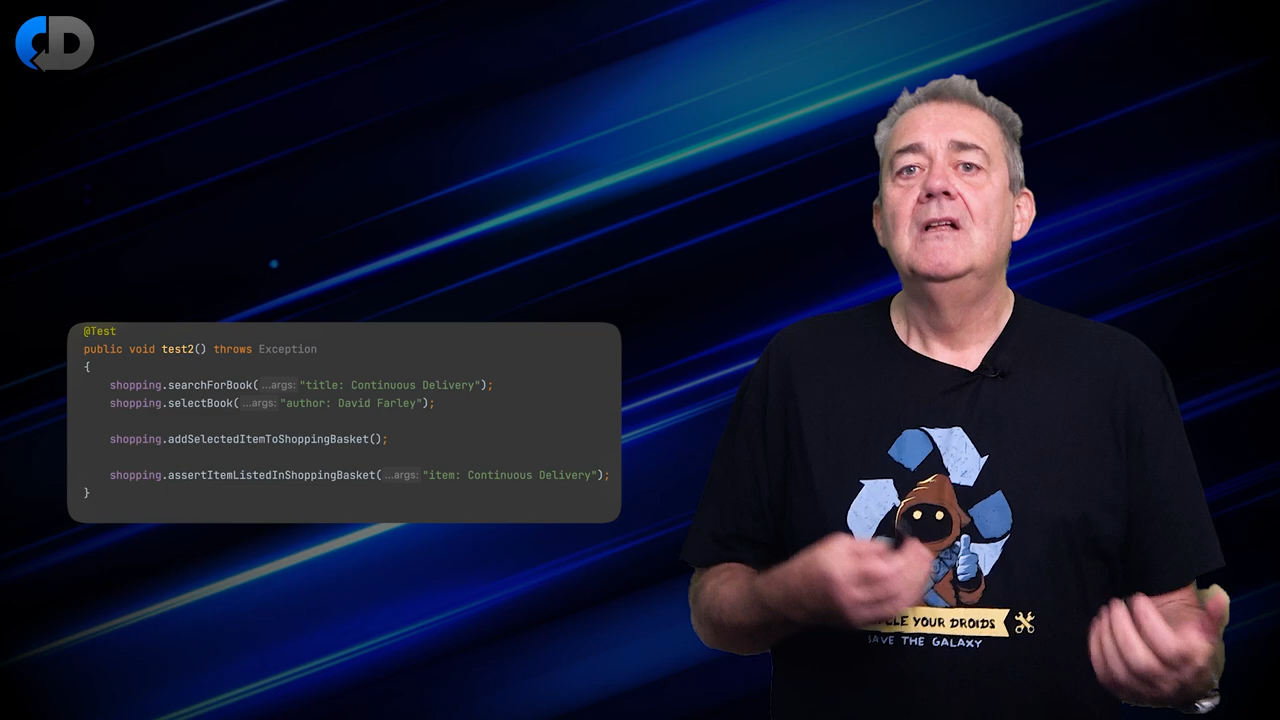 CD
@Test
public void test2() throws Exception
{
shopping.searchForBook( ...args: "title: Continuous Delivery");
shopping.selectBook( ...args: "author: David Farley");
shopping.addSelectedItemToShoppingBasket();
shopping.assertItemListedInShoppingBasket( ...args: "item: Continuous Delivery");
}
YOUR DROIDS
SAVE THE GALAXY